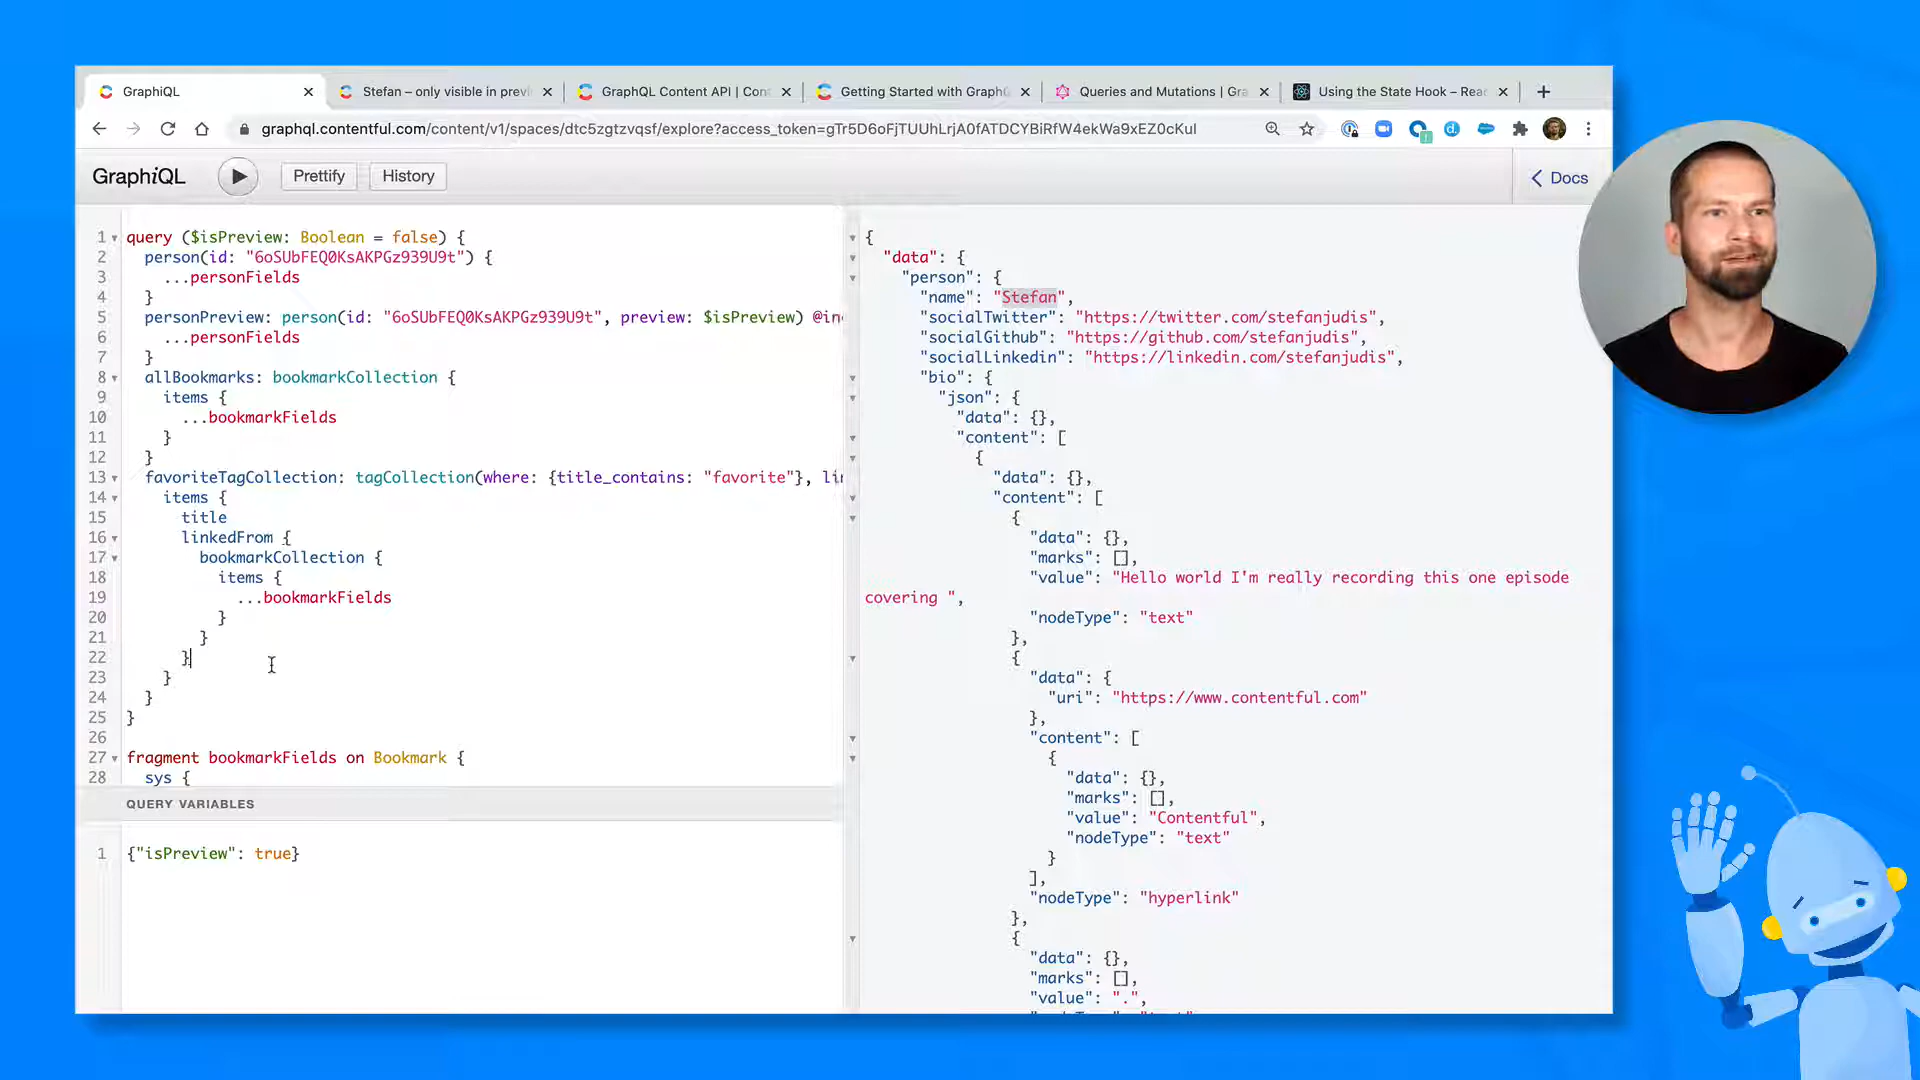 GraphiQL
Stefan – only visible in previ
GraphQL Content API | Con
Getting Started with GraphQ
Queries and Mutations | Gra
Using the State Hook – Reac
graphql.contentful.com/content/v1/spaces/dtc5zgtzvqsf/explore?access_token=gTr5D6oFjTUUhLrjA0fATDCYBiRfW4ekWa9xEZ0cKuI
GraphiQL
Prettify
History
Docs
1 query ($isPreview: Boolean = false) {
2 person(id: "6oSUbFEQ0KsAKPGz939U9t") {
3 ...personFields
4 }
5 personPreview: person(id: "6oSUbFEQ0KsAKPGz939U9t", preview: $isPreview) @in
6 ...personFields
7 }
8 allBookmarks: bookmarkCollection {
9 items {
10 ...bookmarkFields
11 }
12 }
13 favoriteTagCollection: tagCollection(where: {title_contains: "favorite"}, li
14 items {
15 title
16 linkedFrom {
17 bookmarkCollection {
18 items {
19 ...bookmarkFields
20 }
21 }
22 }
23 }
24 }
25 }
26
27 fragment bookmarkFields on Bookmark {
28 sys {
QUERY VARIABLES
1 {"isPreview": true}
{
"data": {
"person": {
"name": "Stefan",
"socialTwitter": "https://twitter.com/stefanjudis",
"socialGithub": "https://github.com/stefanjudis",
"socialLinkedin": "https://linkedin.com/stefanjudis",
"bio": {
"json": {
"data": {},
"content": [
{
"data": {},
"content": [
{
"data": {},
"marks": [],
"value": "Hello world I'm really recording this one episode
covering ",
"nodeType": "text"
},
{
"data": {
"uri": "https://www.contentful.com"
},
"content": [
{
"data": {},
"marks": [],
"value": "Contentful",
"nodeType": "text"
}
],
"nodeType": "hyperlink"
},
{
"data": {},
"marks": [],
"value": ".",